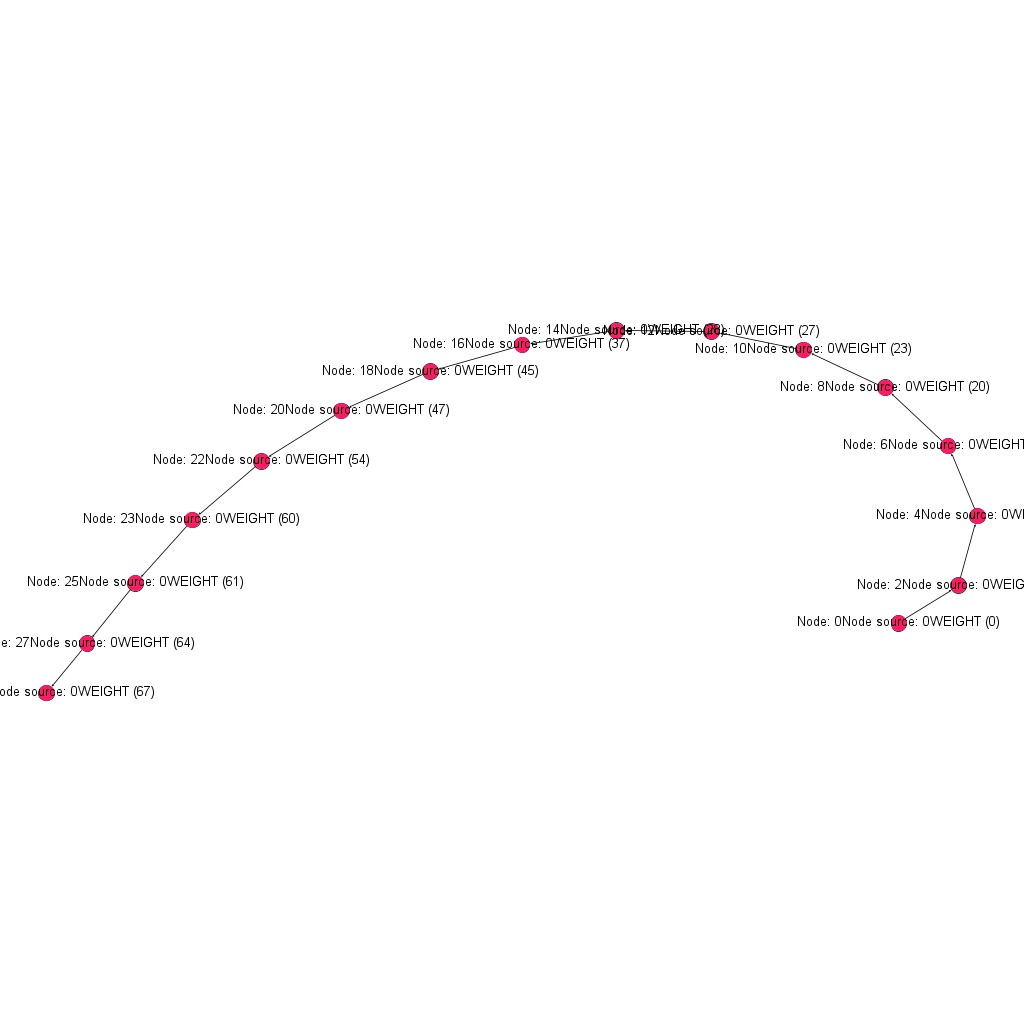 Node: 14Node source: 0WEIGHT
Node: 12Node source: 0WEIGHT (27)
Node: 16Node source: 0WEIGHT (37)
Node: 10Node source: 0WEIGHT (23)
Node: 18Node source: 0WEIGHT (45)
Node: 8Node source: 0WEIGHT (20)
Node: 20Node source: 0WEIGHT (47)
Node: 6Node source: 0WEIGHT
Node: 22Node source: 0WEIGHT (54)
Node: 4Node source: 0WEI
Node: 23Node source: 0WEIGHT (60)
Node: 25Node source: 0WEIGHT (61)
Node: 2Node source: 0WEIG
Node: 0Node source: 0WEIGHT (0)
e: 27Node source: 0WEIGHT (64)
ode source: 0WEIGHT (67)